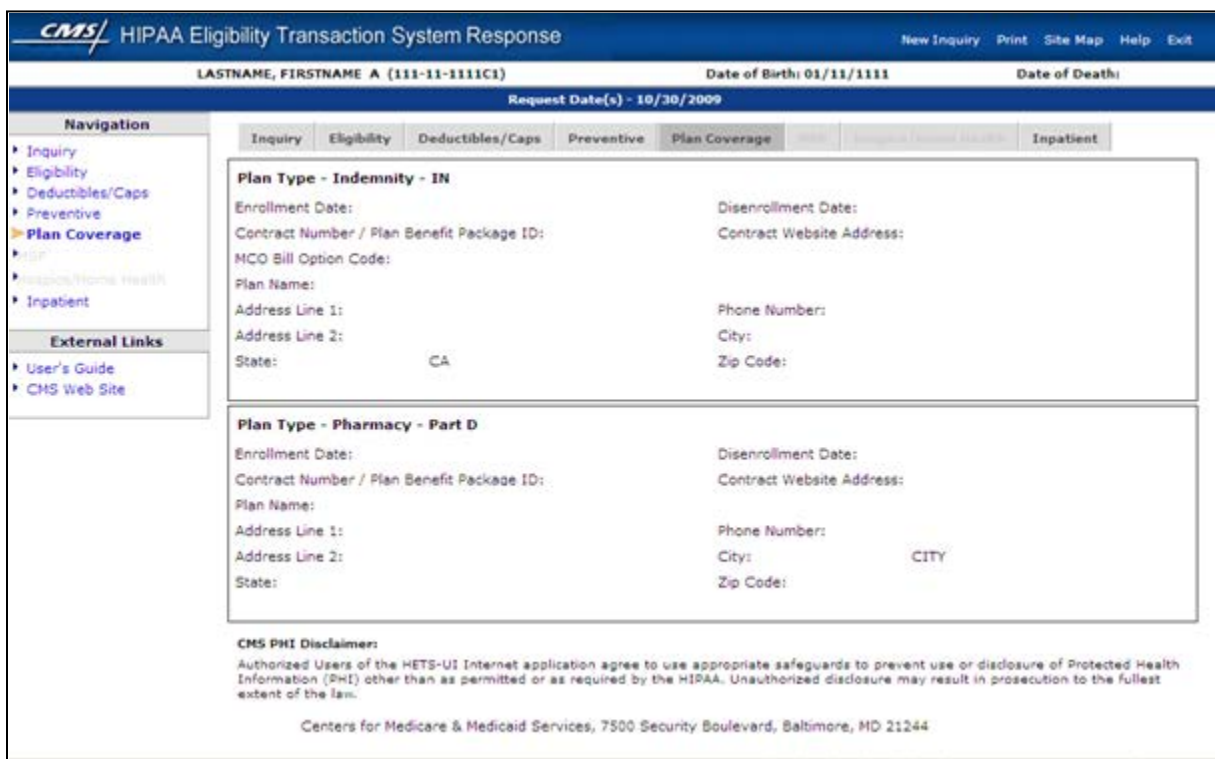 CMS/ HIPAA Eligibility Transaction System Response
New Inquiry Print Site Map Help Exit
LASTNAME, FIRSTNAME A (111-11-1111C1) Date of Birth: 01/11/1111 Date of Death:
Request Date(s) - 10/30/2009
Navigation
Inquiry
Eligibility
Deductibles/Caps
Preventive
Plan Coverage
MSP
Hospice/Home Health
Inpatient
External Links
User's Guide
CMS Web Site
Inquiry Eligibility Deductibles/Caps Preventive Plan Coverage Inpatient
Plan Type - Indemnity - IN
Enrollment Date: Disenrollment Date:
Contract Number / Plan Benefit Package ID: Contract Website Address:
MCO Bill Option Code:
Plan Name:
Address Line 1: Phone Number:
Address Line 2: City:
State: CA Zip Code:
Plan Type - Pharmacy - Part D
Enrollment Date: Disenrollment Date:
Contract Number / Plan Benefit Package ID: Contract Website Address:
Plan Name:
Address Line 1: Phone Number:
Address Line 2: City: CITY
State: Zip Code:
CMS PHI Disclaimer:
Authorized Users of the HETS-UI Internet application agree to use appropriate safeguards to prevent use or disclosure of Protected Health
Information (PHI) other than as permitted or as required by the HIPAA. Unauthorized disclosure may result in prosecution to the fullest
extent of the law.
Centers for Medicare & Medicaid Services, 7500 Security Boulevard, Baltimore, MD 21244